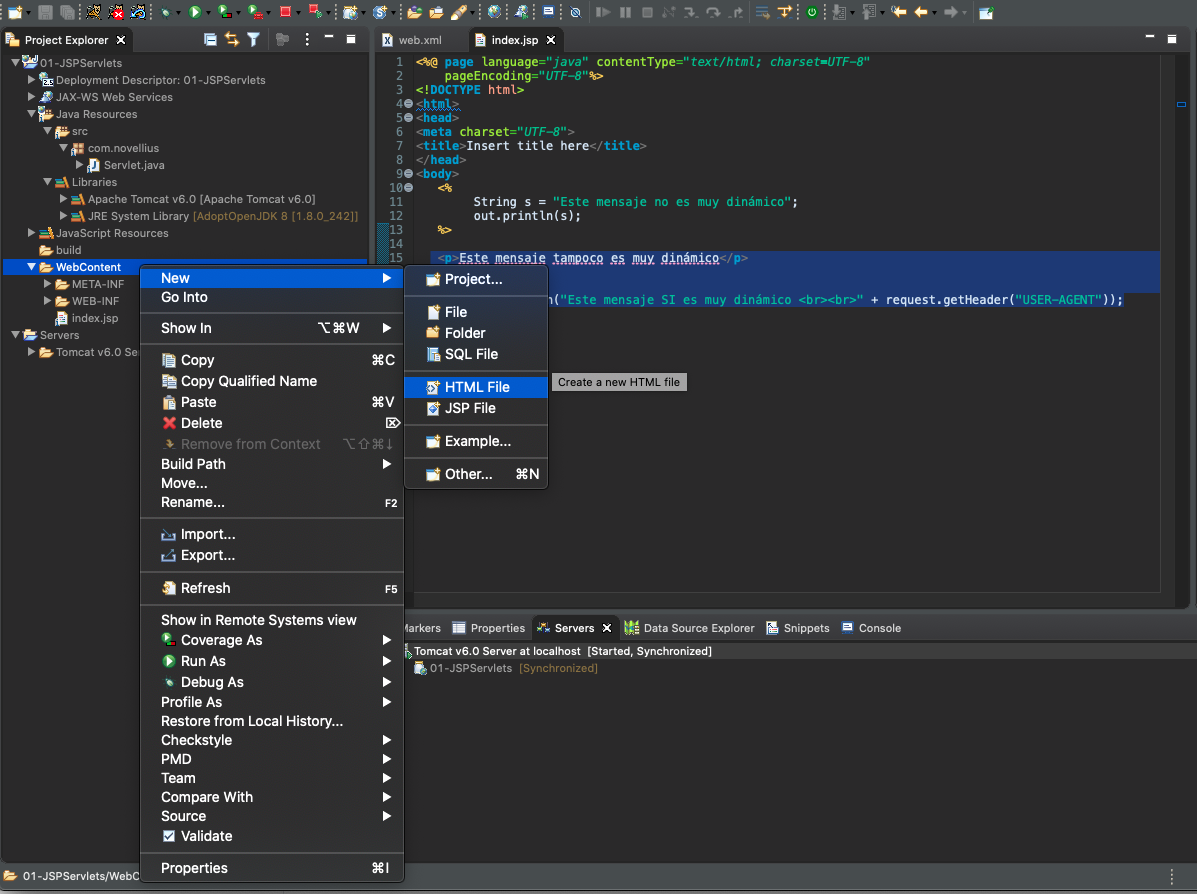 Project Explorer
01-JSPServlets
Deployment Descriptor: 01-JSPServlets
JAX-WS Web Services
Java Resources
src
com.novellius
Servlet.java
Libraries
Apache Tomcat v6.0 [Apache Tomcat v6.0]
JRE System Library [AdoptOpenJDK 8 [1.8.0_242]]
JavaScript Resources
build
WebContent
META-INF
WEB-INF
index.jsp
Servers
Tomcat v6.0
web.xml
index.jsp
1 <%@ page language="java" contentType="text/html; charset=UTF-8"
2 pageEncoding="UTF-8"%>
3 <!DOCTYPE html>
4 <html>
5 <head>
6 <meta charset="UTF-8">
7 <title>Insert title here</title>
8 </head>
9 <body>
10 <%
11 String s = "Este mensaje no es muy dinámico";
12 out.println(s);
13 %>
14
15 <p>Este mensaje tampoco es muy dinámico</p>
("Este mensaje SI es muy dinámico <br><br>" + request.getHeader("USER-AGENT"));
New
Go Into
Show In ⌥⌘W
Copy ⌘C
Copy Qualified Name
Paste ⌘V
Delete ⌦
Remove from Context ⌥⇧⌘↓
Build Path
Move...
Rename... F2
Import...
Export...
Refresh F5
Show in Remote Systems view
Coverage As
Run As
Debug As
Profile As
Restore from Local History...
Checkstyle
PMD
Team
Compare With
Source
Validate
Properties ⌘I
Project...
File
Folder
SQL File
HTML File
JSP File
Example...
Other... ⌘N
Create a new HTML file
Markers
Properties
Servers
Data Source Explorer
Snippets
Console
Tomcat v6.0 Server at localhost [Started, Synchronized]
01-JSPServlets [Synchronized]
01-JSPServlets/WebC